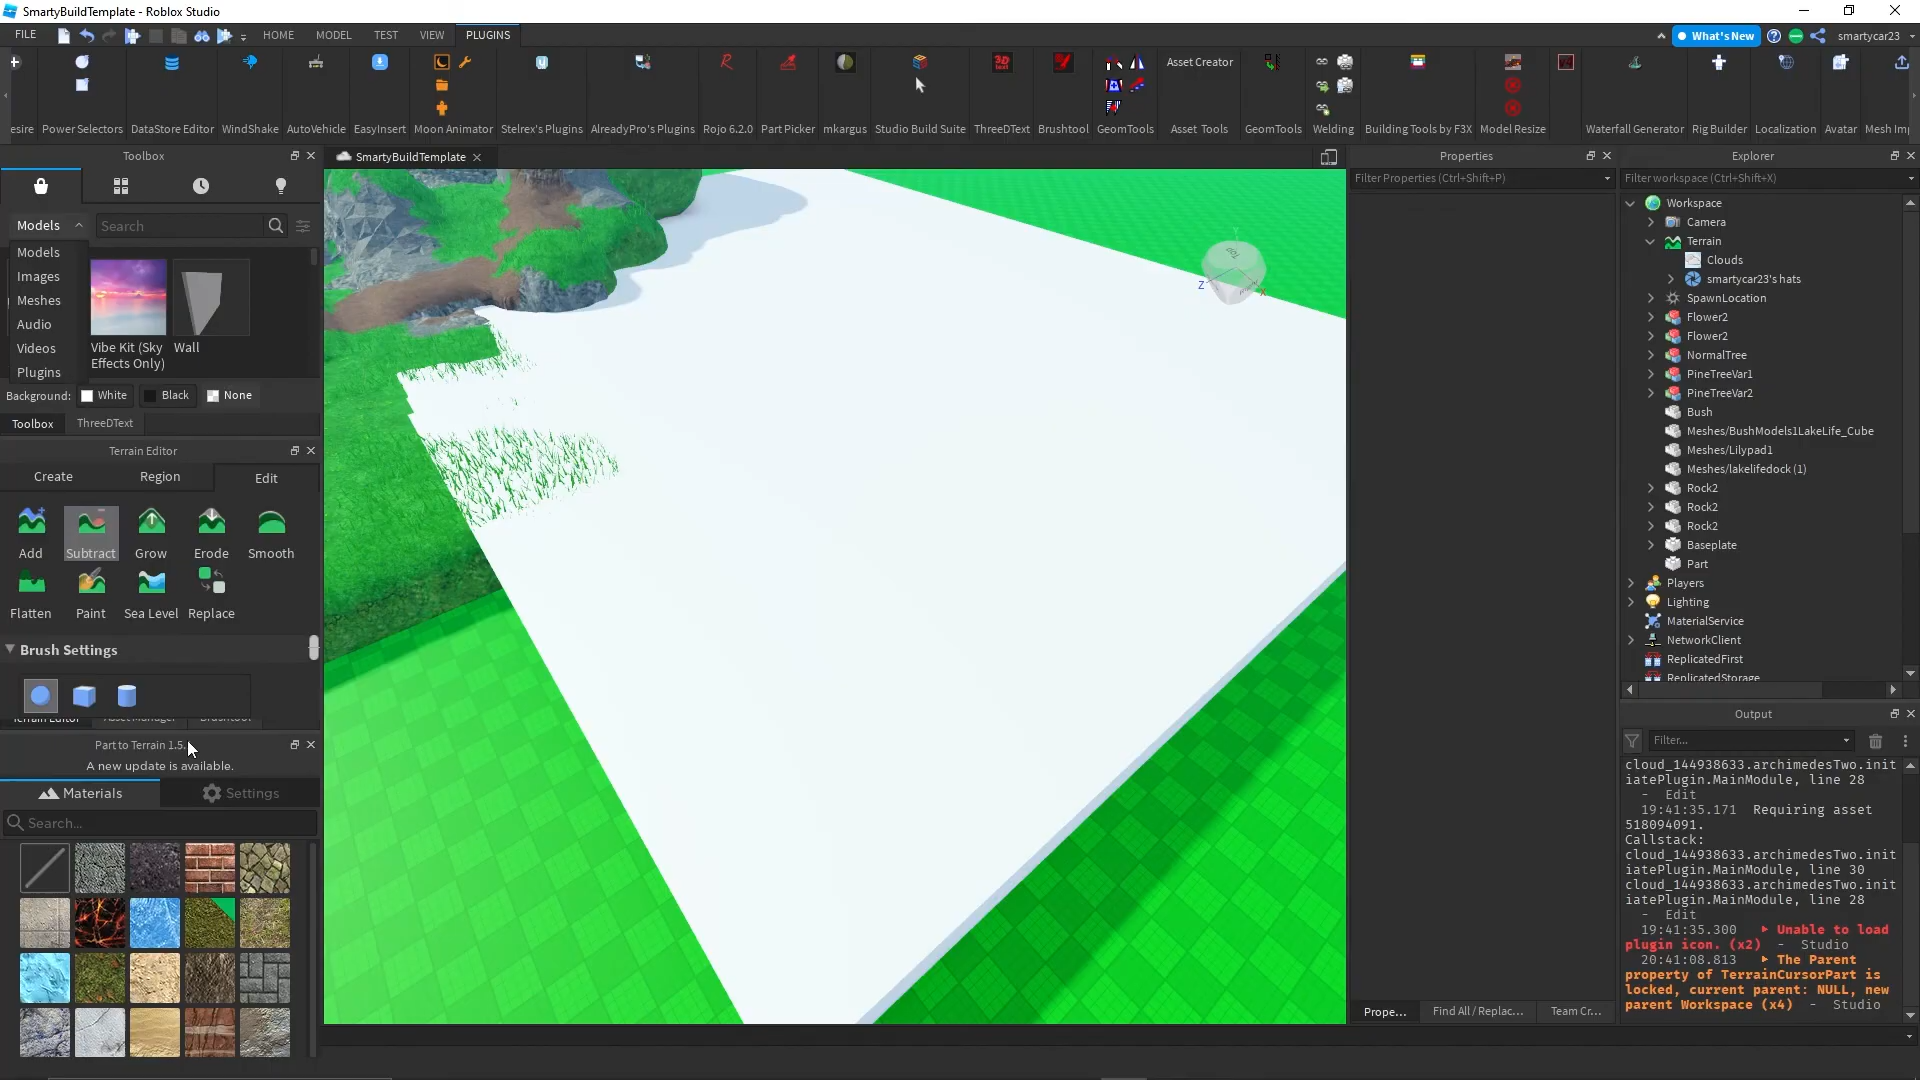 SmartyBuildTemplate - Roblox Studio
FILE
HOME
MODEL
TEST
VIEW
PLUGINS
What's New
smartycar23
Asset Creator
esire
Power Selectors
DataStore Editor
WindShake
AutoVehicle
EasyInsert
Moon Animator
Stelrex's Plugins
AlreadyPro's Plugins
Rojo 6.2.0
Part Picker
mkargus
Studio Build Suite
ThreeDText
Brushtool
GeomTools
Asset Tools
GeomTools
Welding
Building Tools by F3X
Model Resize
Waterfall Generator
Rig Builder
Localization
Avatar
Mesh Imp
Toolbox
Models
Search
Models
Images
Meshes
Audio
Videos
Plugins
Vibe Kit (Sky
Effects Only)
Wall
Background:
White
Black
None
Toolbox
ThreeDText
Terrain Editor
Create
Region
Edit
Add
Subtract
Grow
Erode
Smooth
Flatten
Paint
Sea Level
Replace
Brush Settings
Terrain Editor
Asset Manager
Brushtool
Part to Terrain 1.5.
A new update is available.
Materials
Settings
Search...
SmartyBuildTemplate
Y
Z
X
Properties
Filter Properties (Ctrl+Shift+P)
Prope...
Find All / Replac...
Team Cr...
Explorer
Filter workspace (Ctrl+Shift+X)
Workspace
Camera
Terrain
Clouds
smartycar23's hats
SpawnLocation
Flower2
Flower2
NormalTree
PineTreeVar1
PineTreeVar2
Bush
Meshes/BushModels1LakeLife_Cube
Meshes/Lilypad1
Meshes/lakelifedock (1)
Rock2
Rock2
Rock2
Baseplate
Part
Players
Lighting
MaterialService
NetworkClient
ReplicatedFirst
ReplicatedStorage
Output
Filter...
cloud_144938633.archimedesTwo.init
iatePlugin.MainModule, line 28
- Edit
19:41:35.171 Requiring asset
518094091.
Callstack:
cloud_144938633.archimedesTwo.init
iatePlugin.MainModule, line 30
cloud_144938633.archimedesTwo.init
iatePlugin.MainModule, line 28
- Edit
19:41:35.300 ▶ Unable to load
plugin icon. (x2) - Studio
20:41:08.813 ▶ The Parent
property of TerrainCursorPart is
locked, current parent: NULL, new
parent Workspace (x4) - Studio